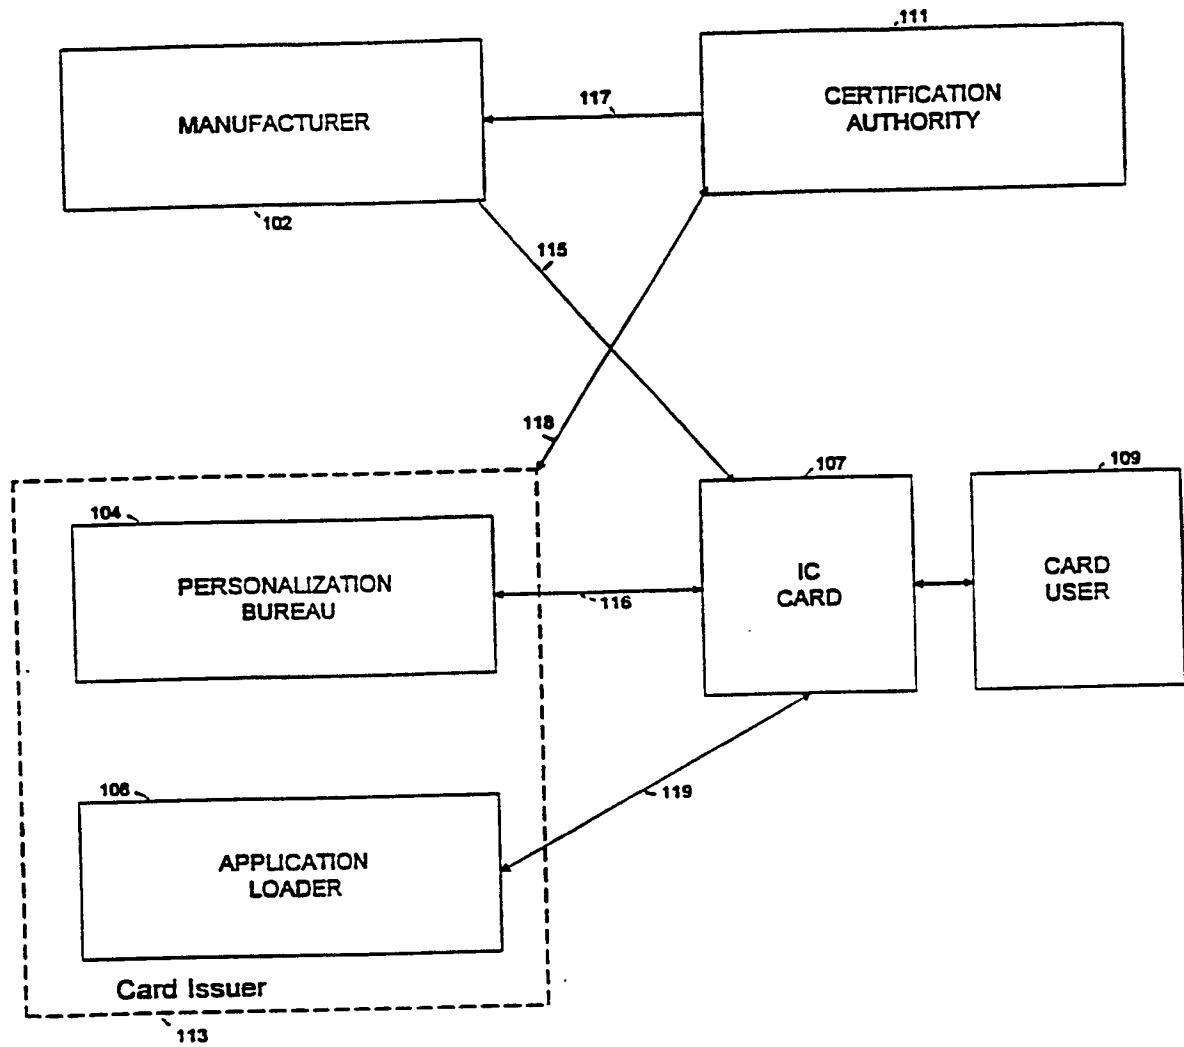 111
MANUFACTURER
117
CERTIFICATION
AUTHORITY
102
115
118
107
109
104
PERSONALIZATION
BUREAU
116
IC
CARD
CARD
USER
106
119
APPLICATION
LOADER
Card Issuer
113